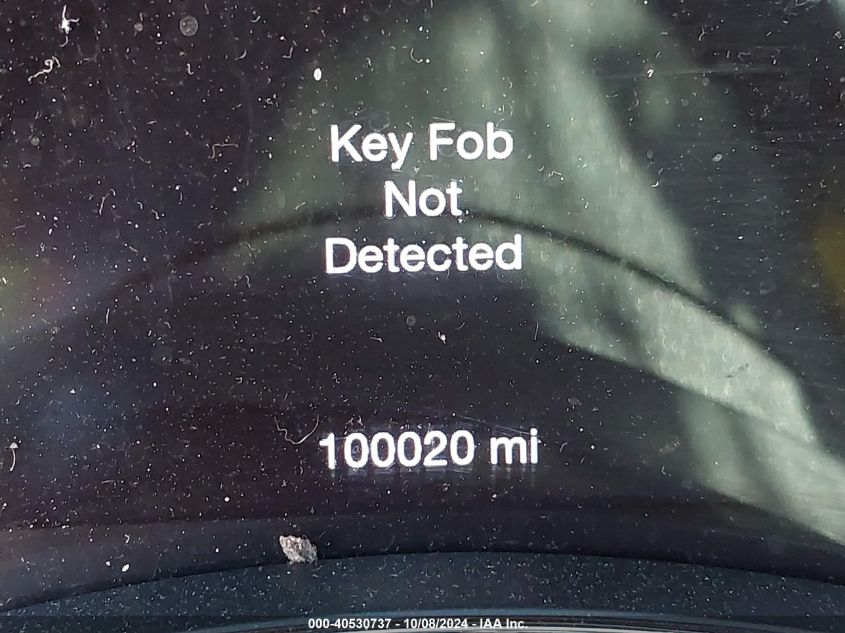 Key Fob
Not
Detected
100020 mi
000-40530737 - 10/08/2024 - IAA Inc.